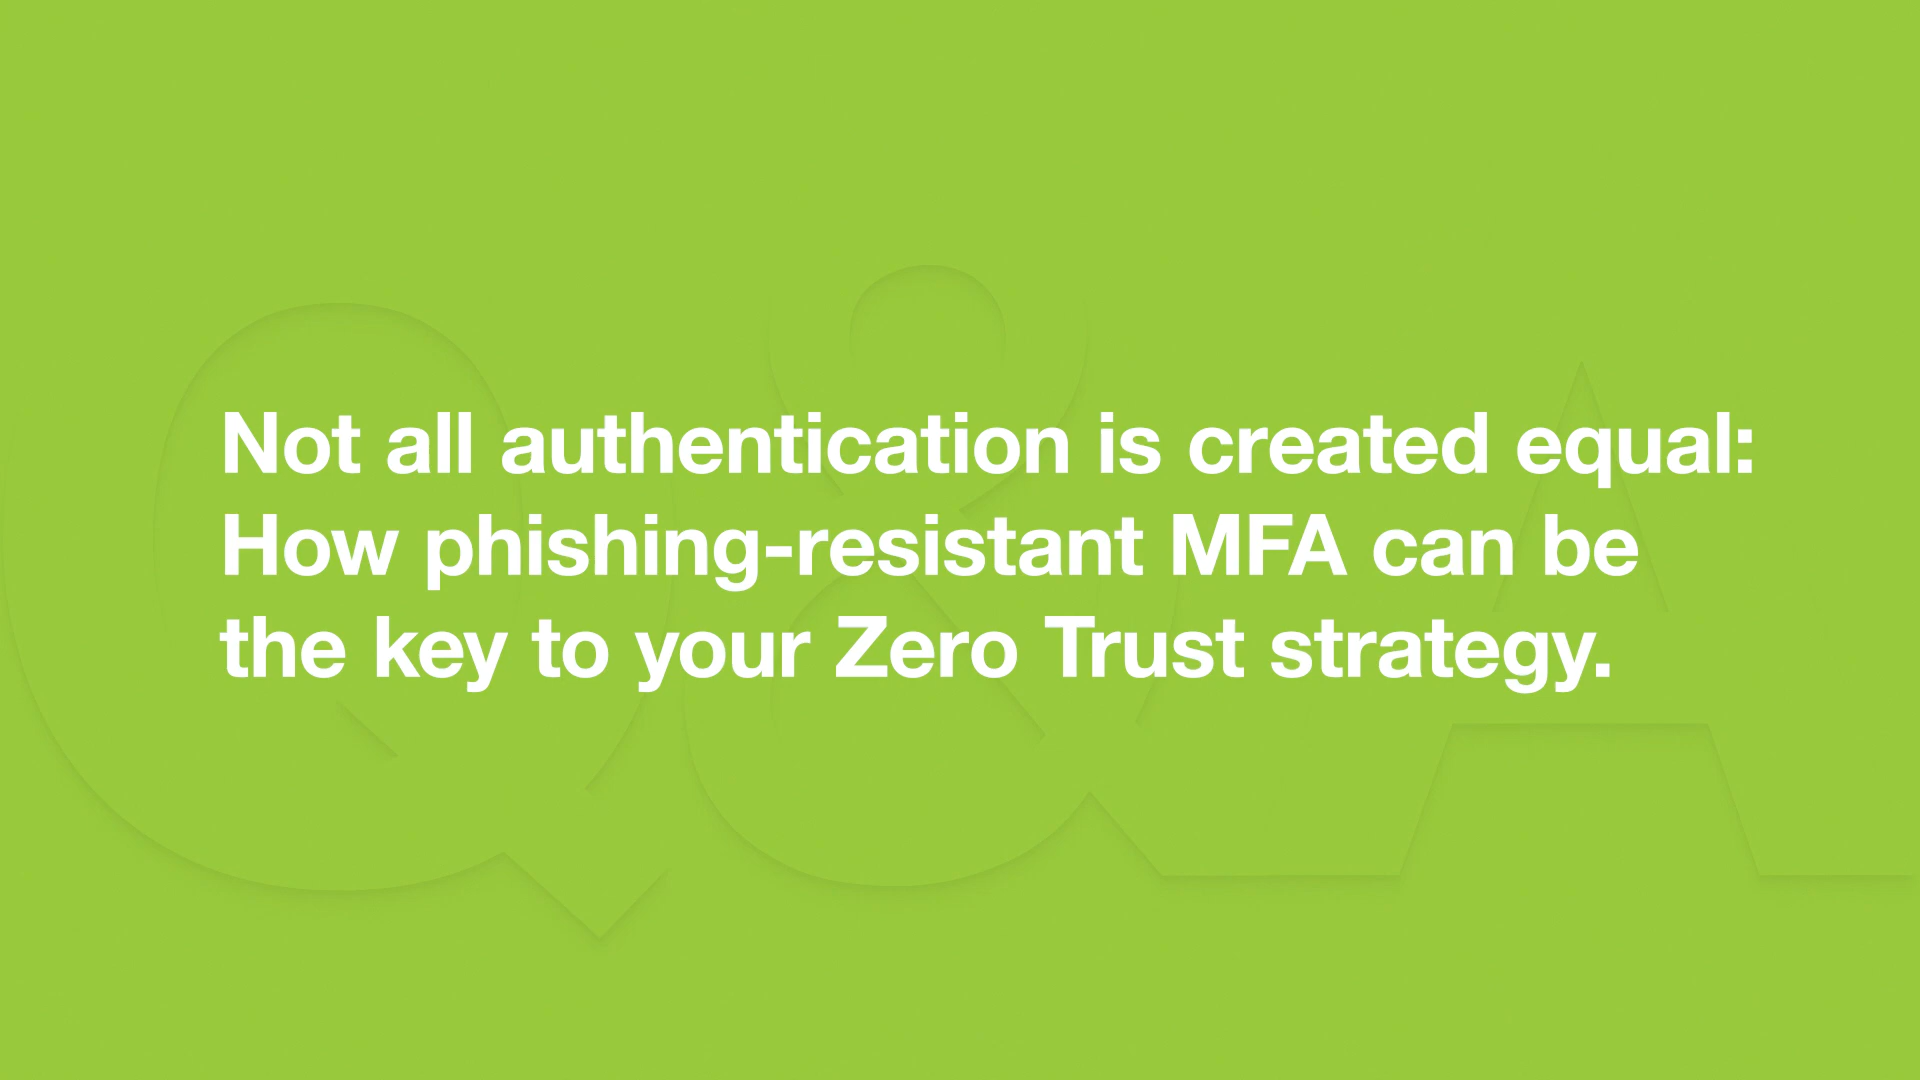 Q&A
Not all authentication is created equal:
How phishing-resistant MFA can be
the key to your Zero Trust strategy.